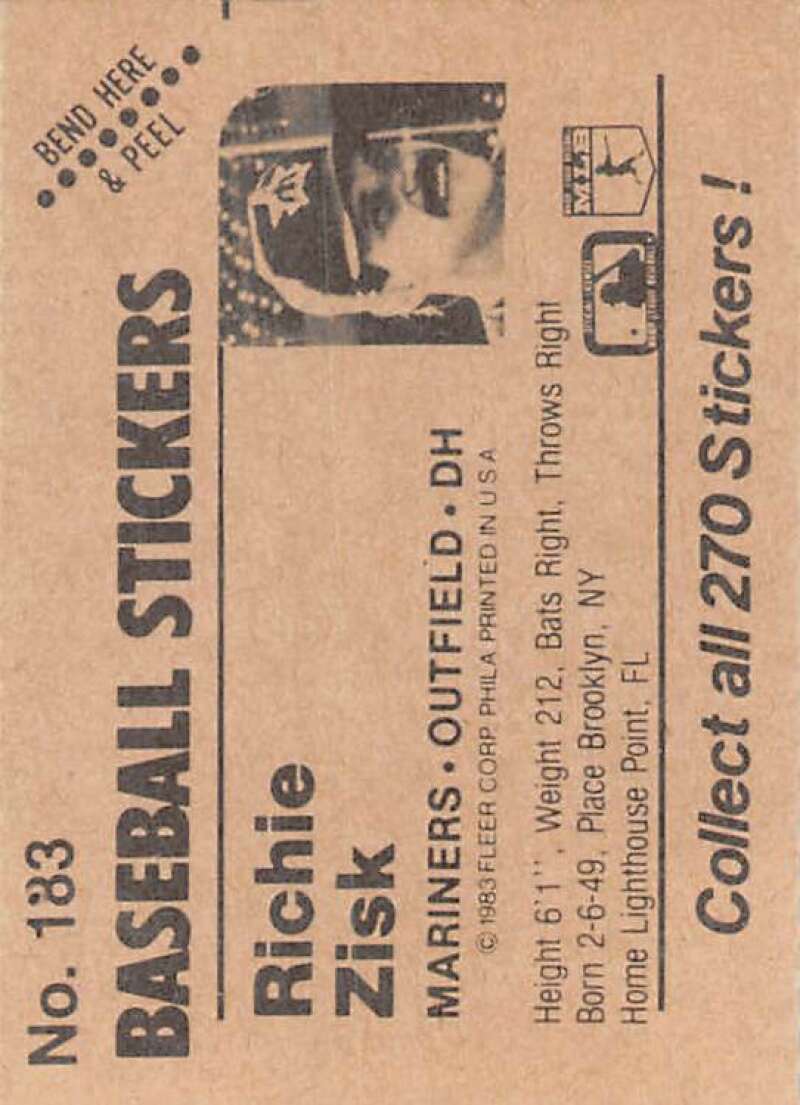 No. 183
BEND HERE
& PEEL
BASEBALL STICKERS
Richie
Zisk
MARINERS • OUTFIELD • DH
© 1983 FLEER CORP. PHILA PRINTED IN U S A
Height 6'1'', Weight 212, Bats Right, Throws Right
Born 2-6-49, Place Brooklyn, NY
Home Lighthouse Point, FL
MLB
Collect all 270 Stickers!